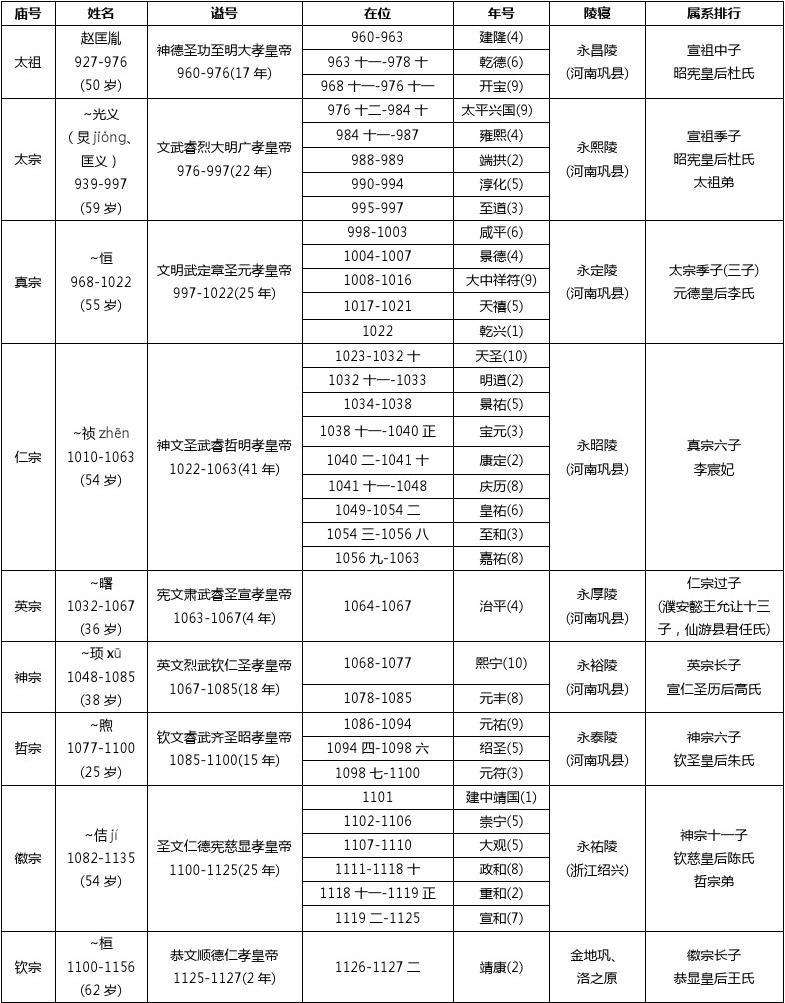 庙号 姓名 谥号 在位 年号 陵寝 属系排行
太祖
赵匡胤
927-976
(50 岁)
神德圣功至明大孝皇帝
960-976(17 年)
960-963 建隆(4)
963 十一-978 十 乾德(6)
968 十一-976 十一 开宝(9)
永昌陵
(河南巩县)
宣祖中子
昭宪皇后杜氏
太宗
~光义
(炅 jiǒng、
匡义)
939-997
(59 岁)
文武睿烈大明广孝皇帝
976-997(22 年)
976 十二-984 十 太平兴国(9)
984 十一-987 雍熙(4)
988-989 端拱(2)
990-994 淳化(5)
995-997 至道(3)
永熙陵
(河南巩县)
宣祖季子
昭宪皇后杜氏
太祖弟
真宗
~恒
968-1022
(55 岁)
文明武定章圣元孝皇帝
997-1022(25 年)
998-1003 咸平(6)
1004-1007 景德(4)
1008-1016 大中祥符(9)
1017-1021 天禧(5)
1022 乾兴(1)
永定陵
(河南巩县)
太宗季子(三子)
元德皇后李氏
仁宗
~祯 zhēn
1010-1063
(54 岁)
神文圣武睿哲明孝皇帝
1022-1063(41 年)
1023-1032 十 天圣(10)
1032 十一-1033 明道(2)
1034-1038 景祐(5)
1038 十一-1040 正 宝元(3)
1040 二-1041 十 康定(2)
1041 十一-1048 庆历(8)
1049-1054 二 皇祐(6)
1054 三-1056 八 至和(3)
1056 九-1063 嘉祐(8)
永昭陵
(河南巩县)
真宗六子
李宸妃
英宗
~曙
1032-1067
(36 岁)
宪文肃武睿圣宣孝皇帝
1063-1067(4 年)
1064-1067 治平(4)
永厚陵
(河南巩县)
仁宗过子
(濮安懿王允让十三
子，仙游县君任氏)
神宗
~顼 xū
1048-1085
(38 岁)
英文烈武钦仁圣孝皇帝
1067-1085(18 年)
1068-1077 熙宁(10)
1078-1085 元丰(8)
永裕陵
(河南巩县)
英宗长子
宣仁圣历后高氏
哲宗
~煦
1077-1100
(25 岁)
钦文睿武齐圣昭孝皇帝
1085-1100(15 年)
1086-1094 元祐(9)
1094 四-1098 六 绍圣(5)
1098 七-1100 元符(3)
永泰陵
(河南巩县)
神宗六子
钦圣皇后朱氏
徽宗
~佶 jí
1082-1135
(54 岁)
圣文仁德宪慈显孝皇帝
1100-1125(25 年)
1101 建中靖国(1)
1102-1106 崇宁(5)
1107-1110 大观(5)
1111-1118 十 政和(8)
1118 十一-1119 正 重和(2)
1119 二-1125 宣和(7)
永祐陵
(浙江绍兴)
神宗十一子
钦慈皇后陈氏
哲宗弟
钦宗
~桓
1100-1156
(62 岁)
恭文顺德仁孝皇帝
1125-1127(2 年)
1126-1127 二 靖康(2)
金地巩、
洛之原
徽宗长子
恭显皇后王氏